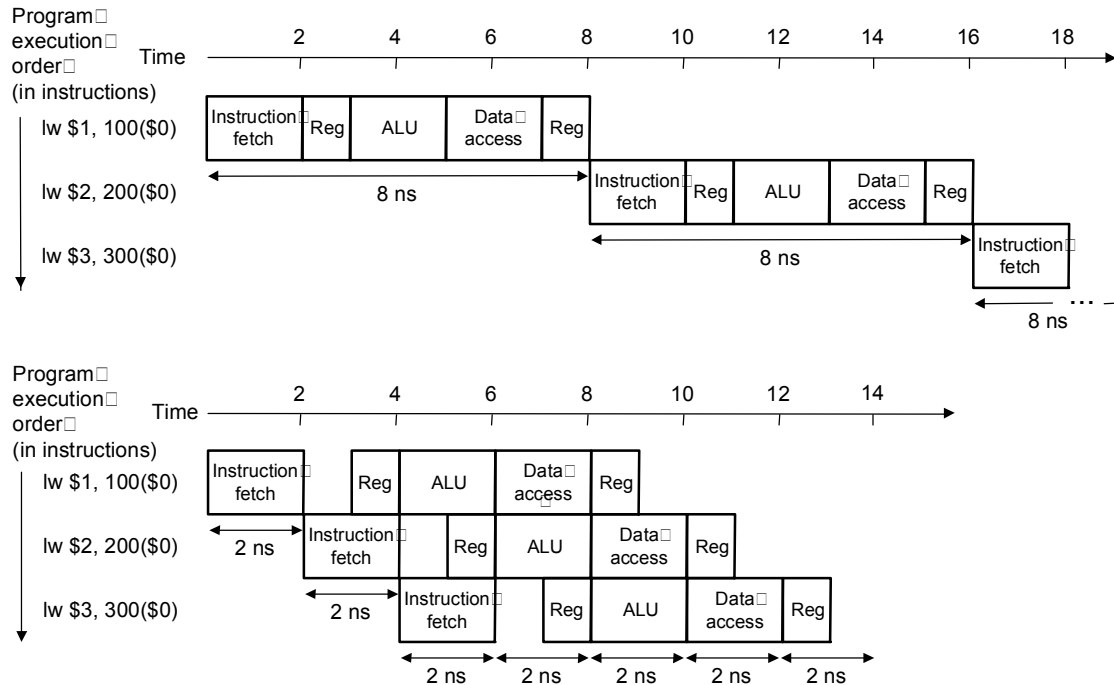 Program□
execution□
order□
(in instructions)
Time
2 4 6 8 10 12 14 16 18
lw $1, 100($0)
Instruction□
fetch
Reg
ALU
Data□
access
Reg
8 ns
lw $2, 200($0)
Instruction□
fetch
Reg
ALU
Data□
access
Reg
8 ns
lw $3, 300($0)
Instruction□
fetch
8 ns
...
Program□
execution□
order□
(in instructions)
Time
2 4 6 8 10 12 14
lw $1, 100($0)
Instruction□
fetch
Reg
ALU
Data□
access
□
Reg
2 ns
lw $2, 200($0)
Instruction□
fetch
Reg
ALU
Data□
access
Reg
2 ns
lw $3, 300($0)
Instruction□
fetch
Reg
ALU
Data□
access
Reg
2 ns 2 ns 2 ns 2 ns 2 ns